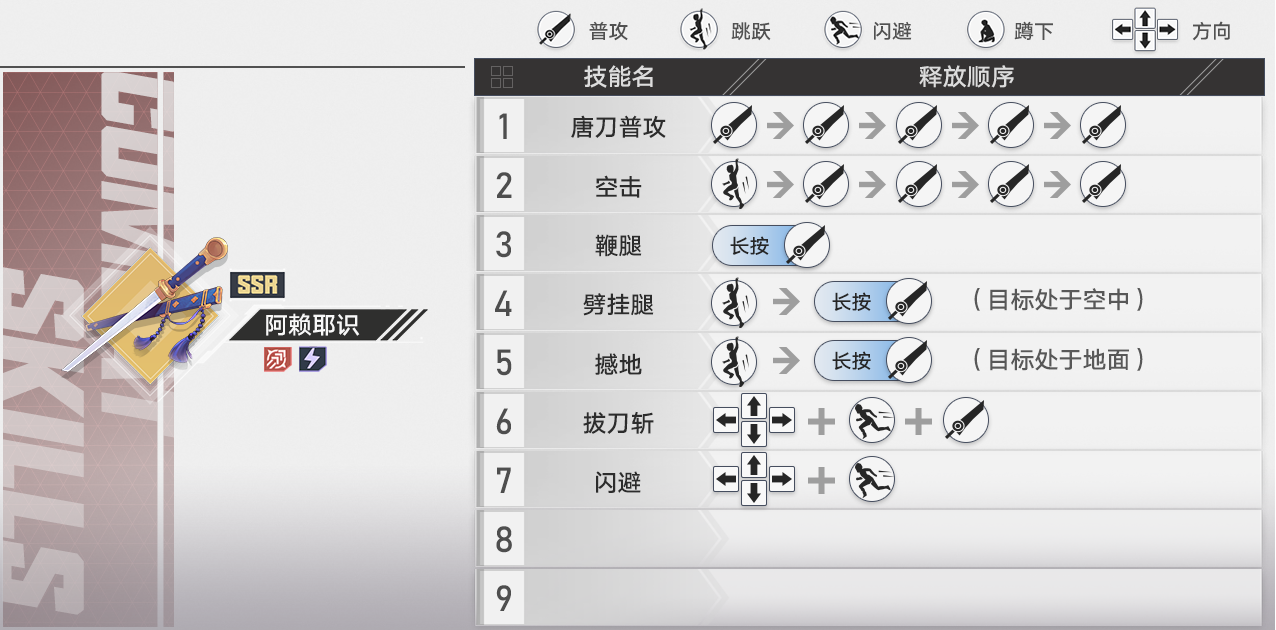 普攻 跳跃 闪避 蹲下 方向
技能名 释放顺序
1 唐刀普攻
2 空击
3 鞭腿 长按
4 劈挂腿 长按 (目标处于空中)
5 撼地 长按 (目标处于地面)
6 拔刀斩
7 闪避
8
9
SSR
阿赖耶识
SKILLS